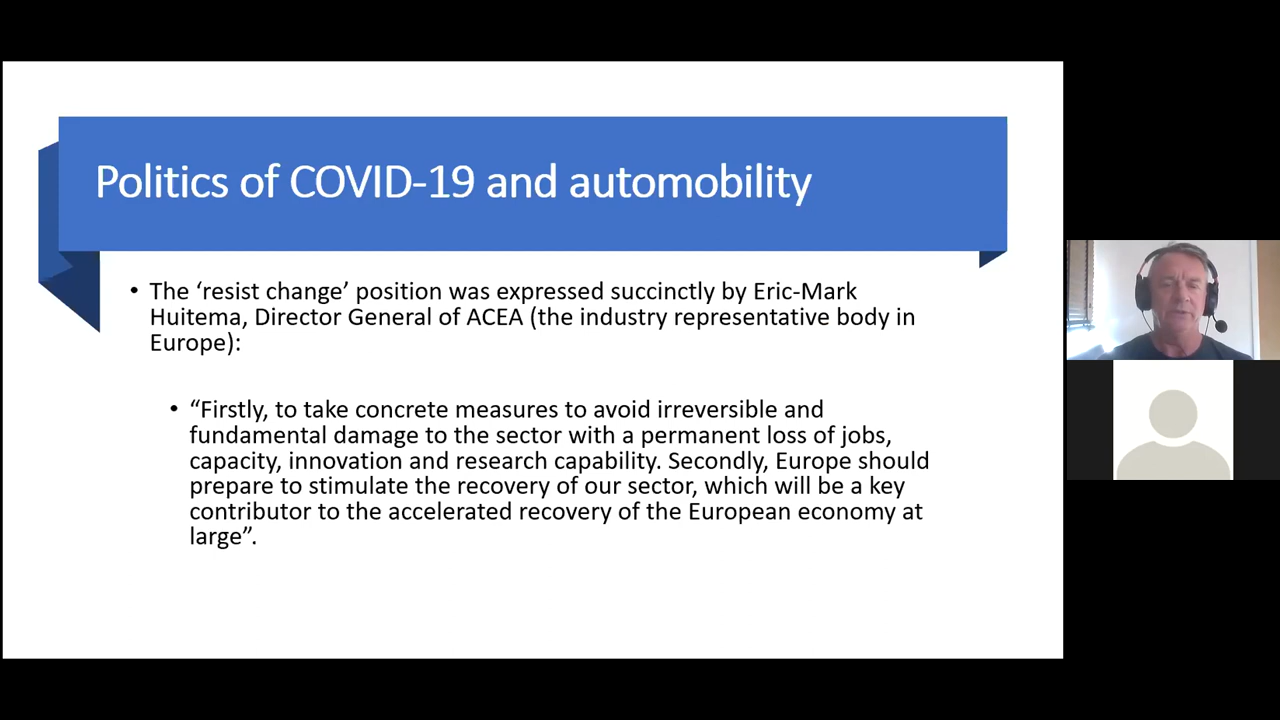 Politics of COVID-19 and automobility
• The ‘resist change’ position was expressed succinctly by Eric-Mark
Huitema, Director General of ACEA (the industry representative body in
Europe):
• “Firstly, to take concrete measures to avoid irreversible and
fundamental damage to the sector with a permanent loss of jobs,
capacity, innovation and research capability. Secondly, Europe should
prepare to stimulate the recovery of our sector, which will be a key
contributor to the accelerated recovery of the European economy at
large”.